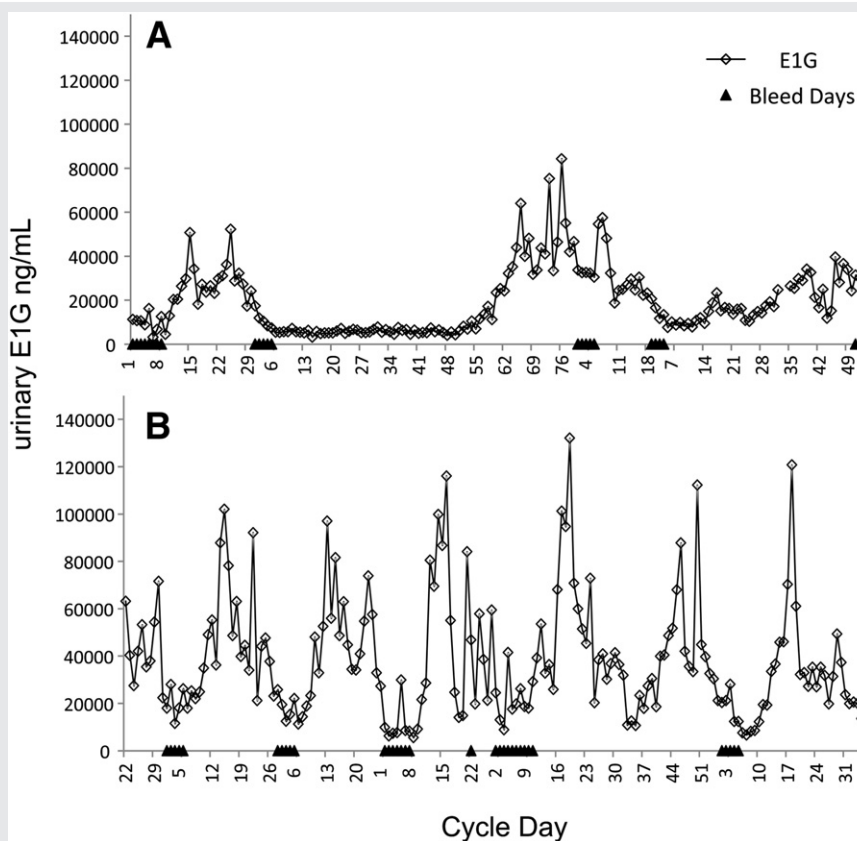 A
E1G
Bleed Days
140000
120000
100000
80000
60000
40000
20000
0
1 8 15 22 29 6 13 20 27 34 41 48 55 62 69 76 4 11 18 7 14 21 28 35 42 49
urinary E1G ng/mL
B
140000
120000
100000
80000
60000
40000
20000
0
22 29 5 12 19 26 6 13 20 1 8 15 22 2 9 16 23 30 37 44 51 3 10 17 24 31
Cycle Day